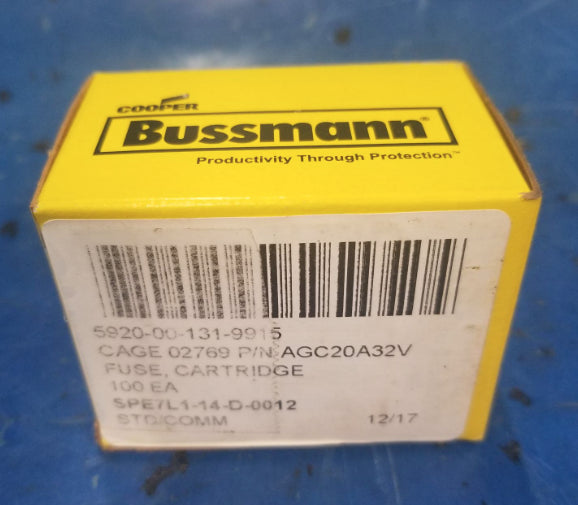 COOPER
Bussmann®
Productivity Through Protection™
5920-00-131-9915
CAGE 02769 P/N AGC20A32V
FUSE, CARTRIDGE
100 EA
SPE7L1-14-D-0012
STD/COMM 12/17